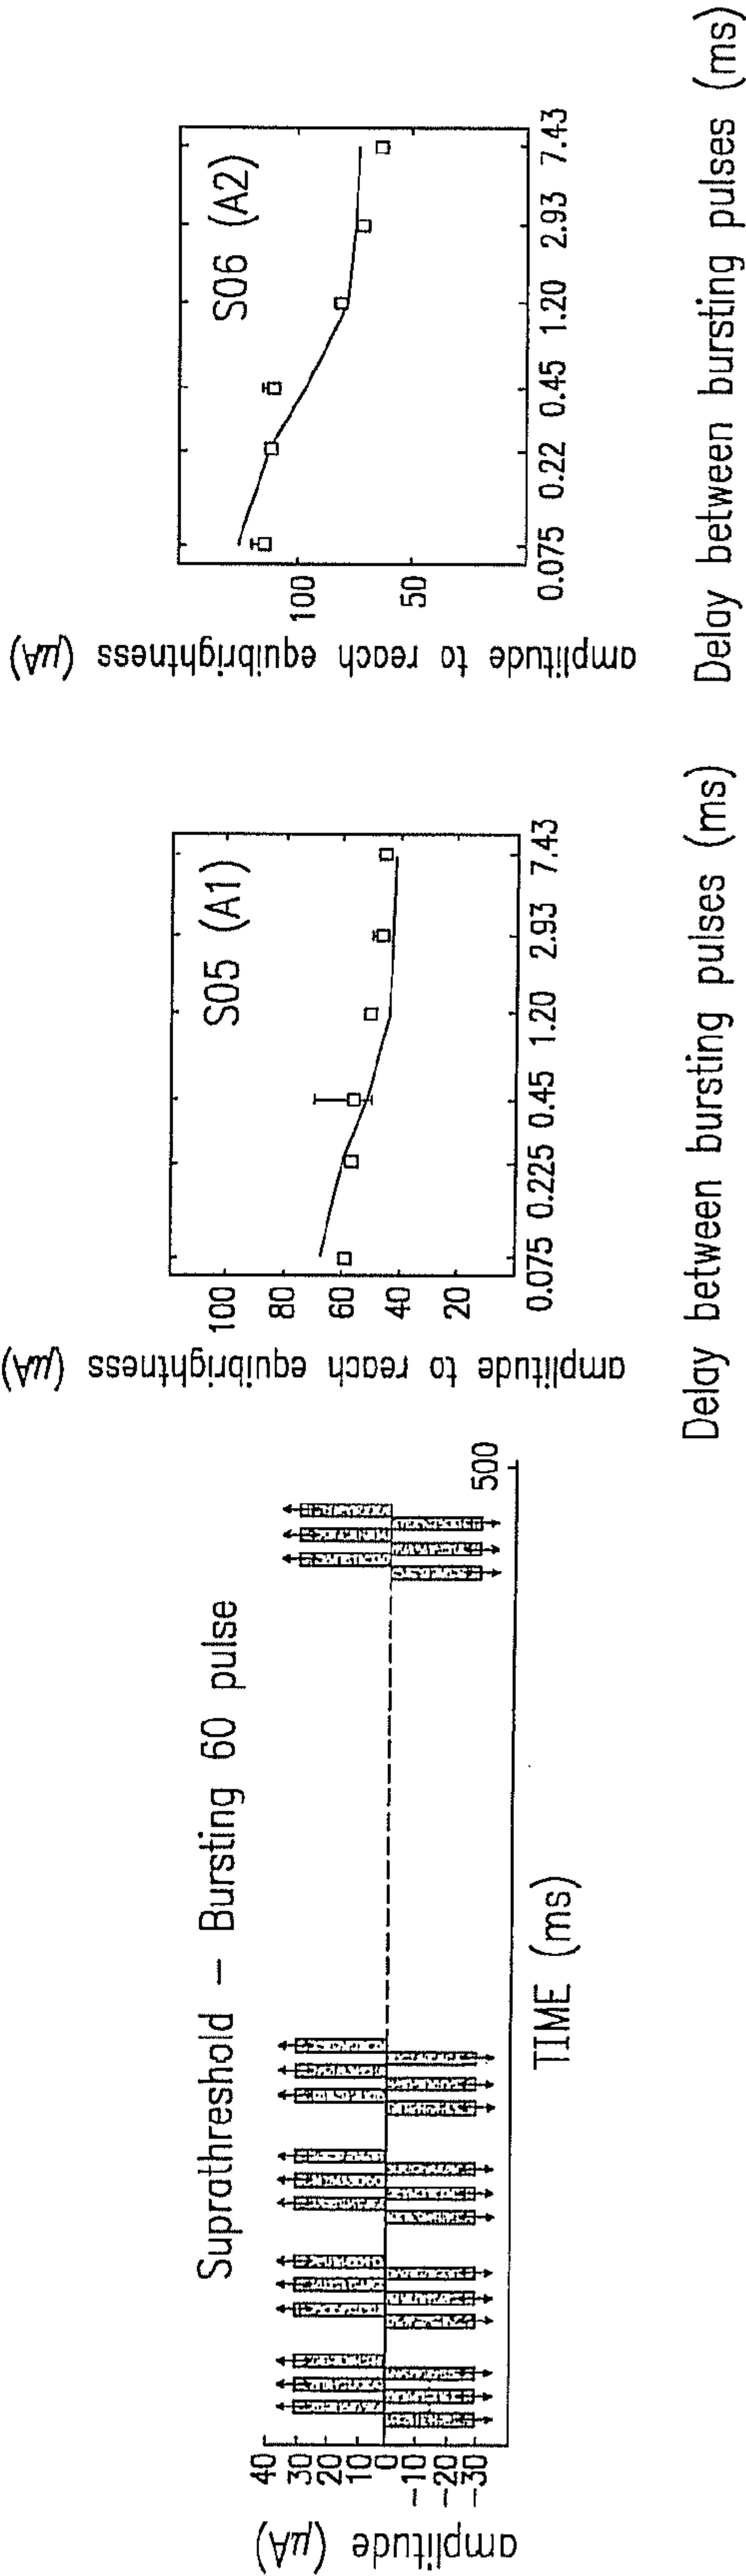 Suprathreshold – Bursting 60 pulse
amplitude (μA)
40
30
20
10
0
-10
-20
-30
500
TIME (ms)
S05 (A1)
amplitude to reach equibrightness (μA)
100
80
60
40
20
0.075 0.225 0.45 1.20 2.93 7.43
Delay between bursting pulses (ms)
S06 (A2)
amplitude to reach equibrightness (μA)
100
50
0.075 0.22 0.45 1.20 2.93 7.43
Delay between bursting pulses (ms)